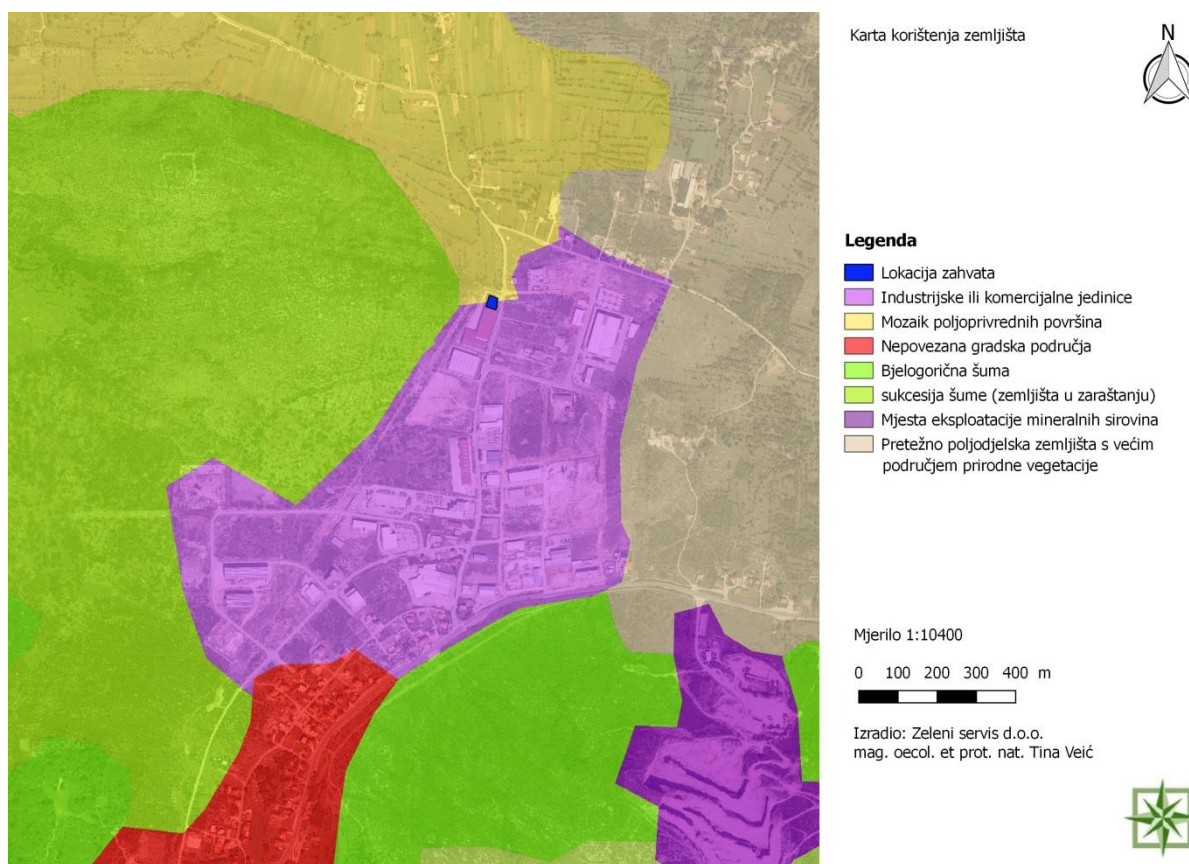 Karta korištenja zemljišta
N
Legenda
Lokacija zahvata
Industrijske ili komercijalne jedinice
Mozaik poljoprivrednih površina
Nepovezana gradska područja
Bjelogorična šuma
sukcesija šume (zemljišta u zaraštanju)
Mjesta eksploatacije mineralnih sirovina
Pretežno poljodjelska zemljišta s većim
područjem prirodne vegetacije
Mjerilo 1:10400
0 100 200 300 400 m
Izradio: Zeleni servis d.o.o.
mag. oecol. et prot. nat. Tina Veić
GEOPORTAL
GEOPORTAL